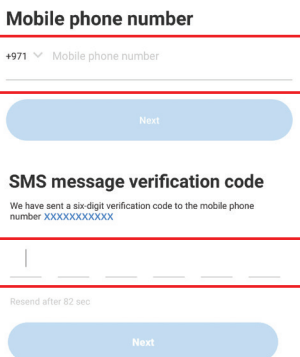 Mobile phone number
+971 Mobile phone number
Next
SMS message verification code
We have sent a six-digit verification code to the mobile phone
number XXXXXXXXXXX
Resend after 82 sec
Next